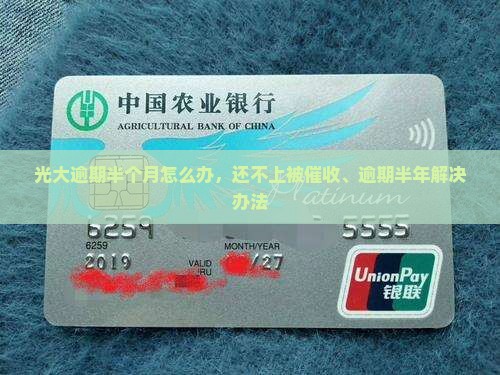 中国农业银行
AGRICULTURAL BANK OF CHINA
光大逾期半个月怎么办，还不上被催收、逾期半年解决
办法
Platinum
6259 5555
6259
MONTH/YEAR
2019 VALID /27
THRU
UnionPay
银联